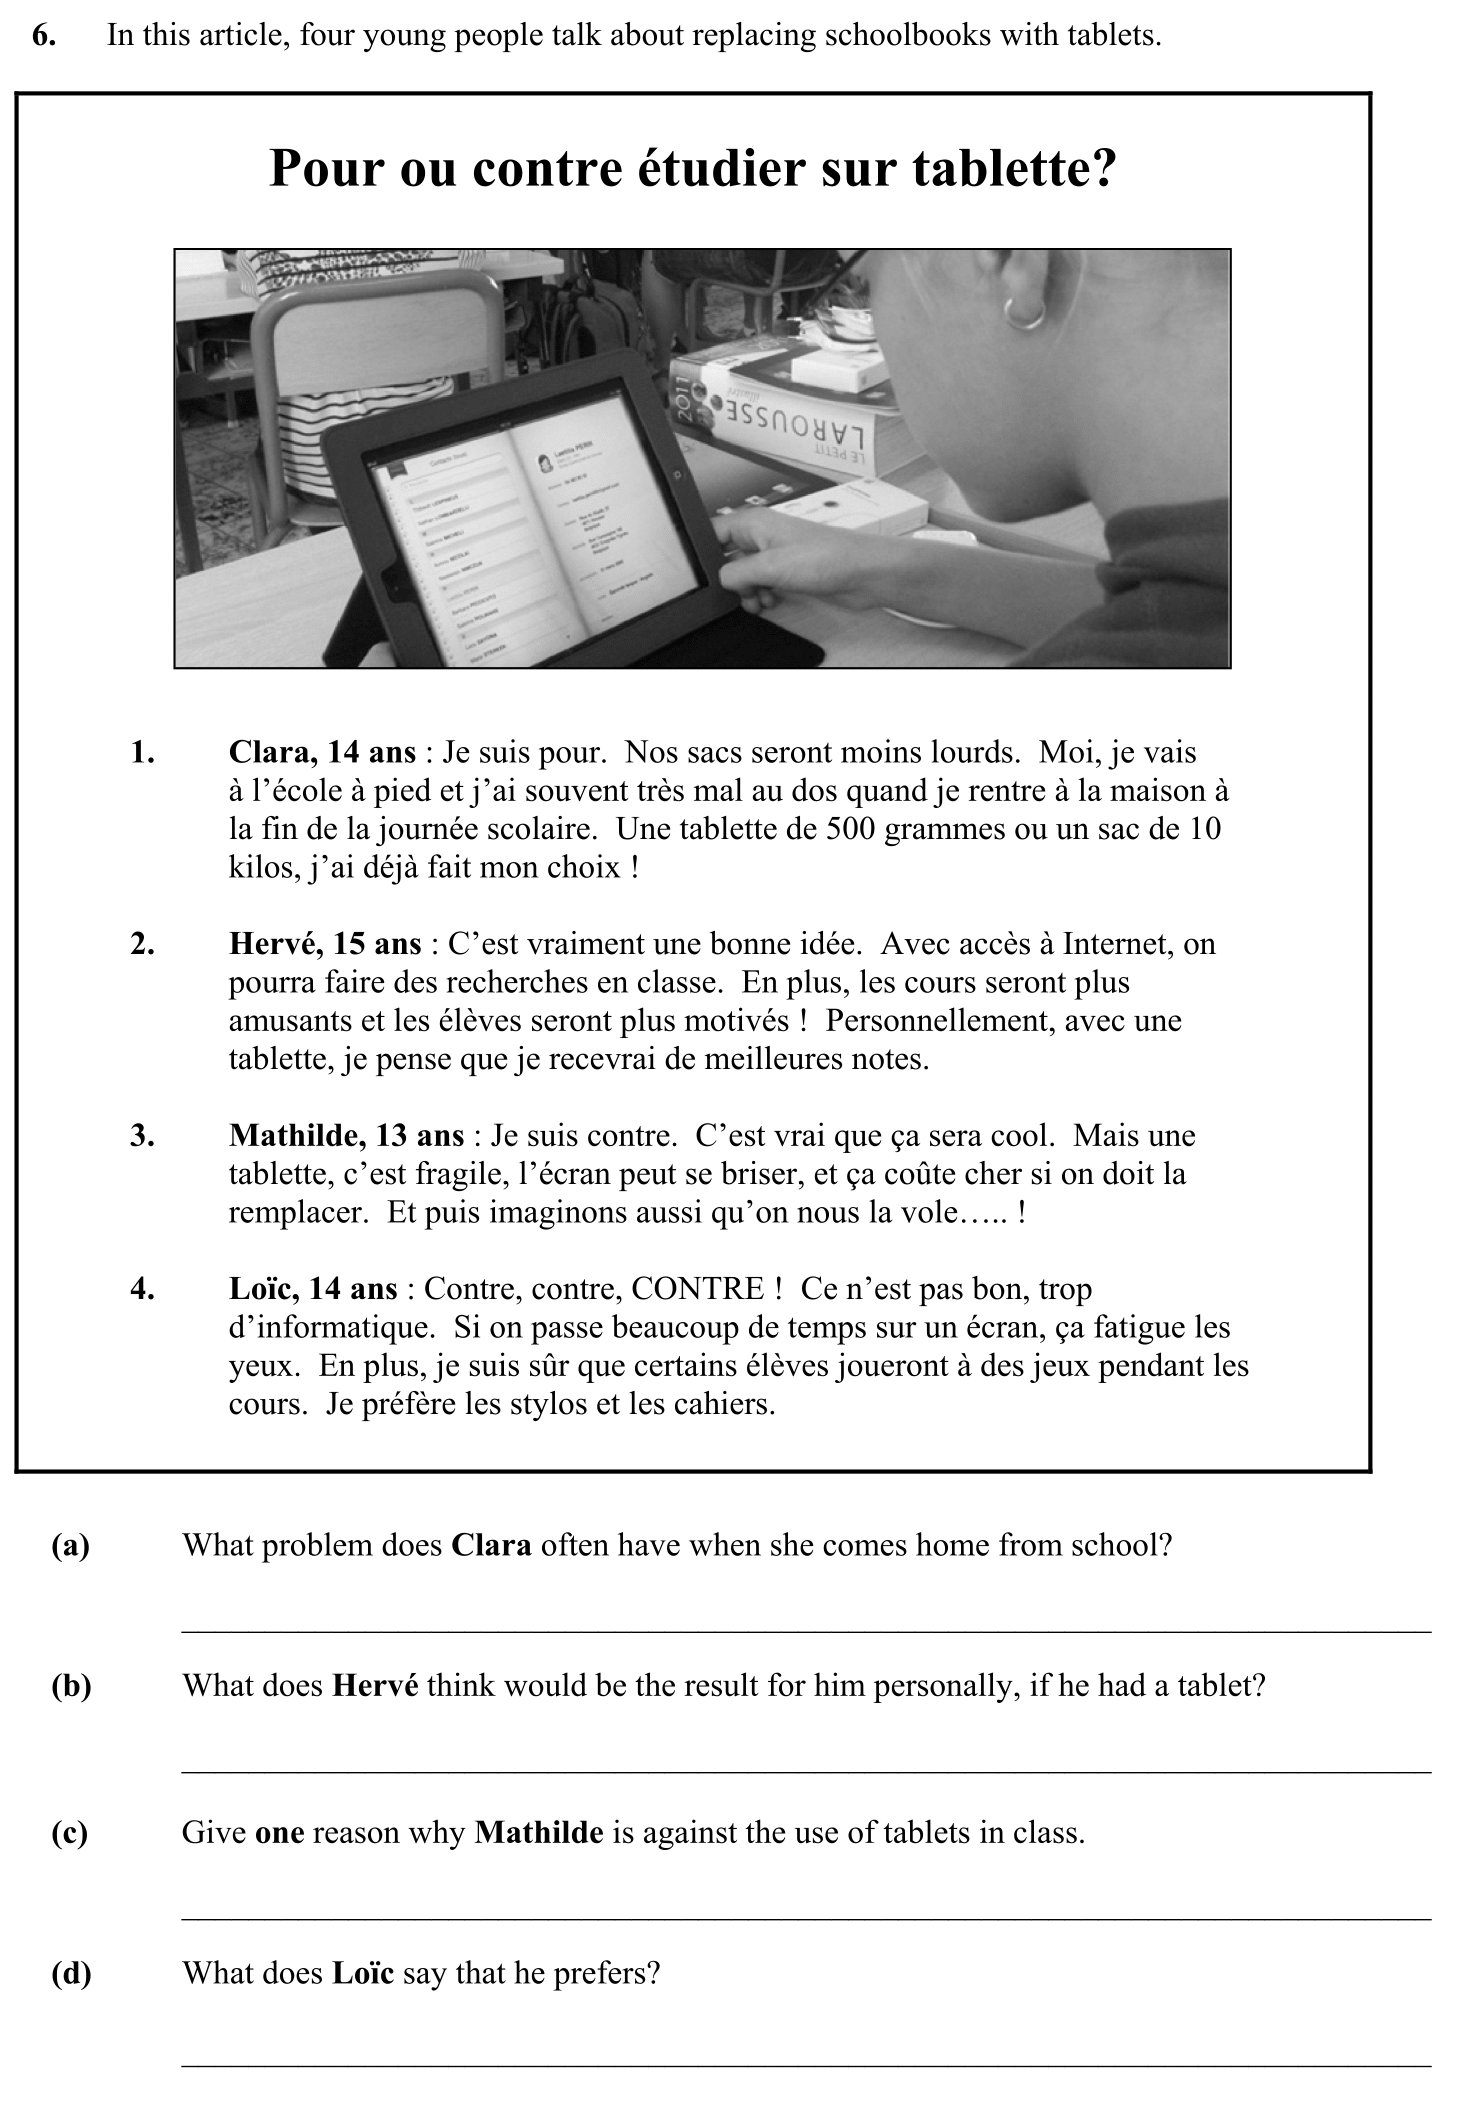 6. In this article, four young people talk about replacing schoolbooks with tablets.
Pour ou contre étudier sur tablette?
2011
LE PETIT
LAROUSSE
illustré
1. Clara, 14 ans : Je suis pour. Nos sacs seront moins lourds. Moi, je vais
à l’école à pied et j’ai souvent très mal au dos quand je rentre à la maison à
la fin de la journée scolaire. Une tablette de 500 grammes ou un sac de 10
kilos, j’ai déjà fait mon choix !
2. Hervé, 15 ans : C’est vraiment une bonne idée. Avec accès à Internet, on
pourra faire des recherches en classe. En plus, les cours seront plus
amusants et les élèves seront plus motivés ! Personnellement, avec une
tablette, je pense que je recevrai de meilleures notes.
3. Mathilde, 13 ans : Je suis contre. C’est vrai que ça sera cool. Mais une
tablette, c’est fragile, l’écran peut se briser, et ça coûte cher si on doit la
remplacer. Et puis imaginons aussi qu’on nous la vole….. !
4. Loïc, 14 ans : Contre, contre, CONTRE ! Ce n’est pas bon, trop
d’informatique. Si on passe beaucoup de temps sur un écran, ça fatigue les
yeux. En plus, je suis sûr que certains élèves joueront à des jeux pendant les
cours. Je préfère les stylos et les cahiers.
(a) What problem does Clara often have when she comes home from school?
(b) What does Hervé think would be the result for him personally, if he had a tablet?
(c) Give one reason why Mathilde is against the use of tablets in class.
(d) What does Loïc say that he prefers?